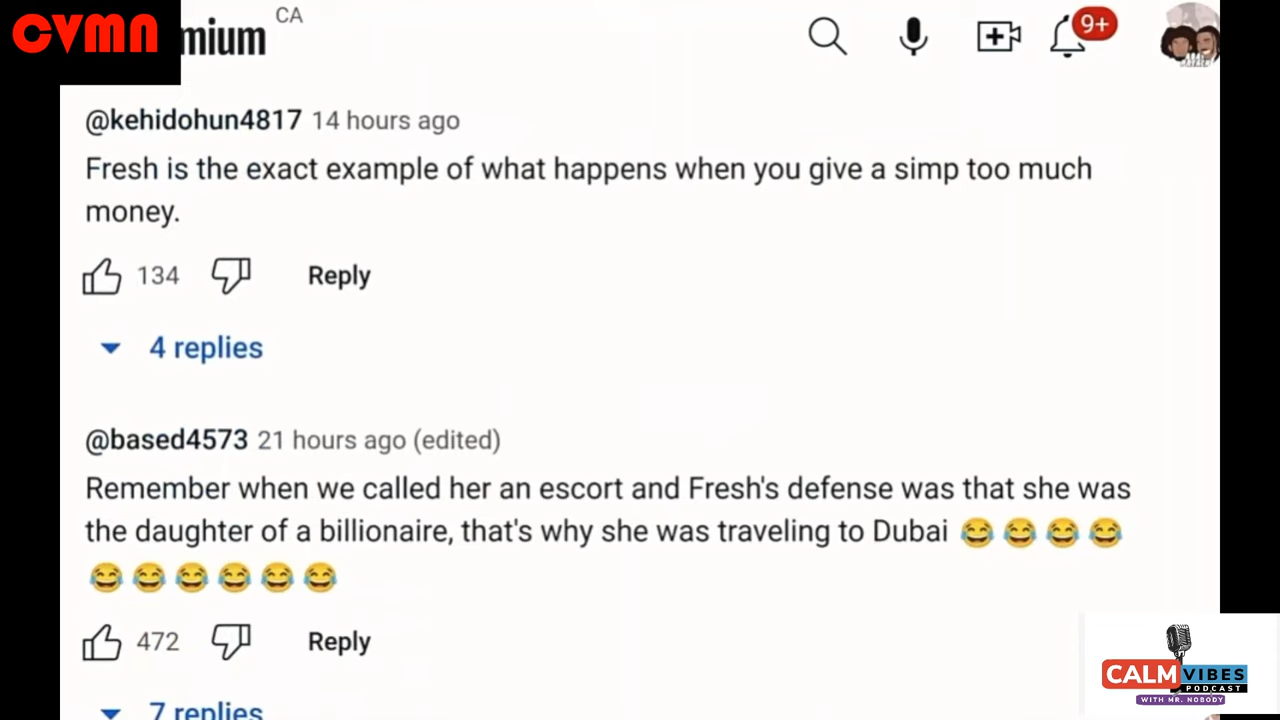 CVMN
mium
CA
9+
@kehidohun4817 14 hours ago
Fresh is the exact example of what happens when you give a simp too much
money.
134
Reply
4 replies
@based4573 21 hours ago (edited)
Remember when we called her an escort and Fresh's defense was that she was
the daughter of a billionaire, that's why she was traveling to Dubai 😂😂😂😂
😂😂😂😂😂😂
472
Reply
7 replies
CALM VIBES
PODCAST
WITH MR. NOBODY